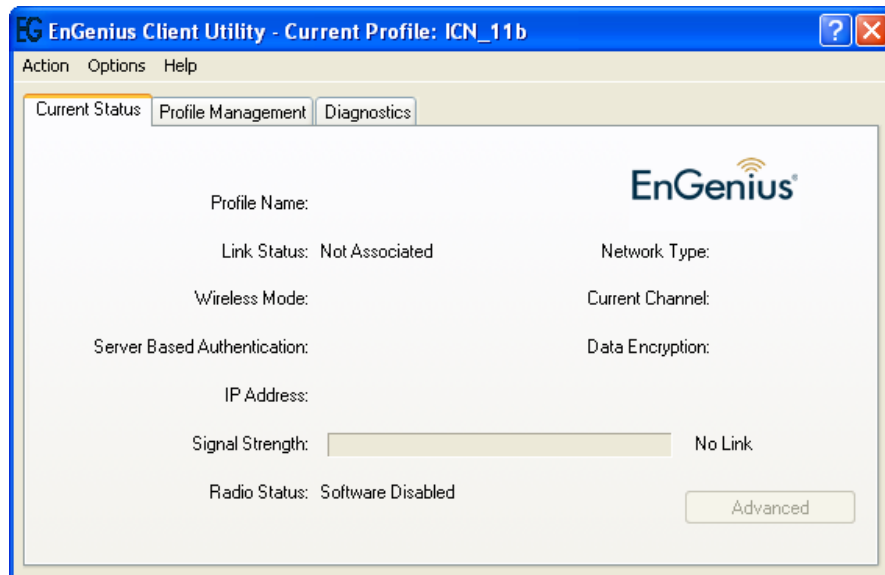 EG EnGenius Client Utility - Current Profile: ICN_11b ?
Action Options Help
Current Status Profile Management Diagnostics
EnGenius®
Profile Name:
Link Status: Not Associated Network Type:
Wireless Mode: Current Channel:
Server Based Authentication: Data Encryption:
IP Address:
Signal Strength: No Link
Radio Status: Software Disabled
Advanced